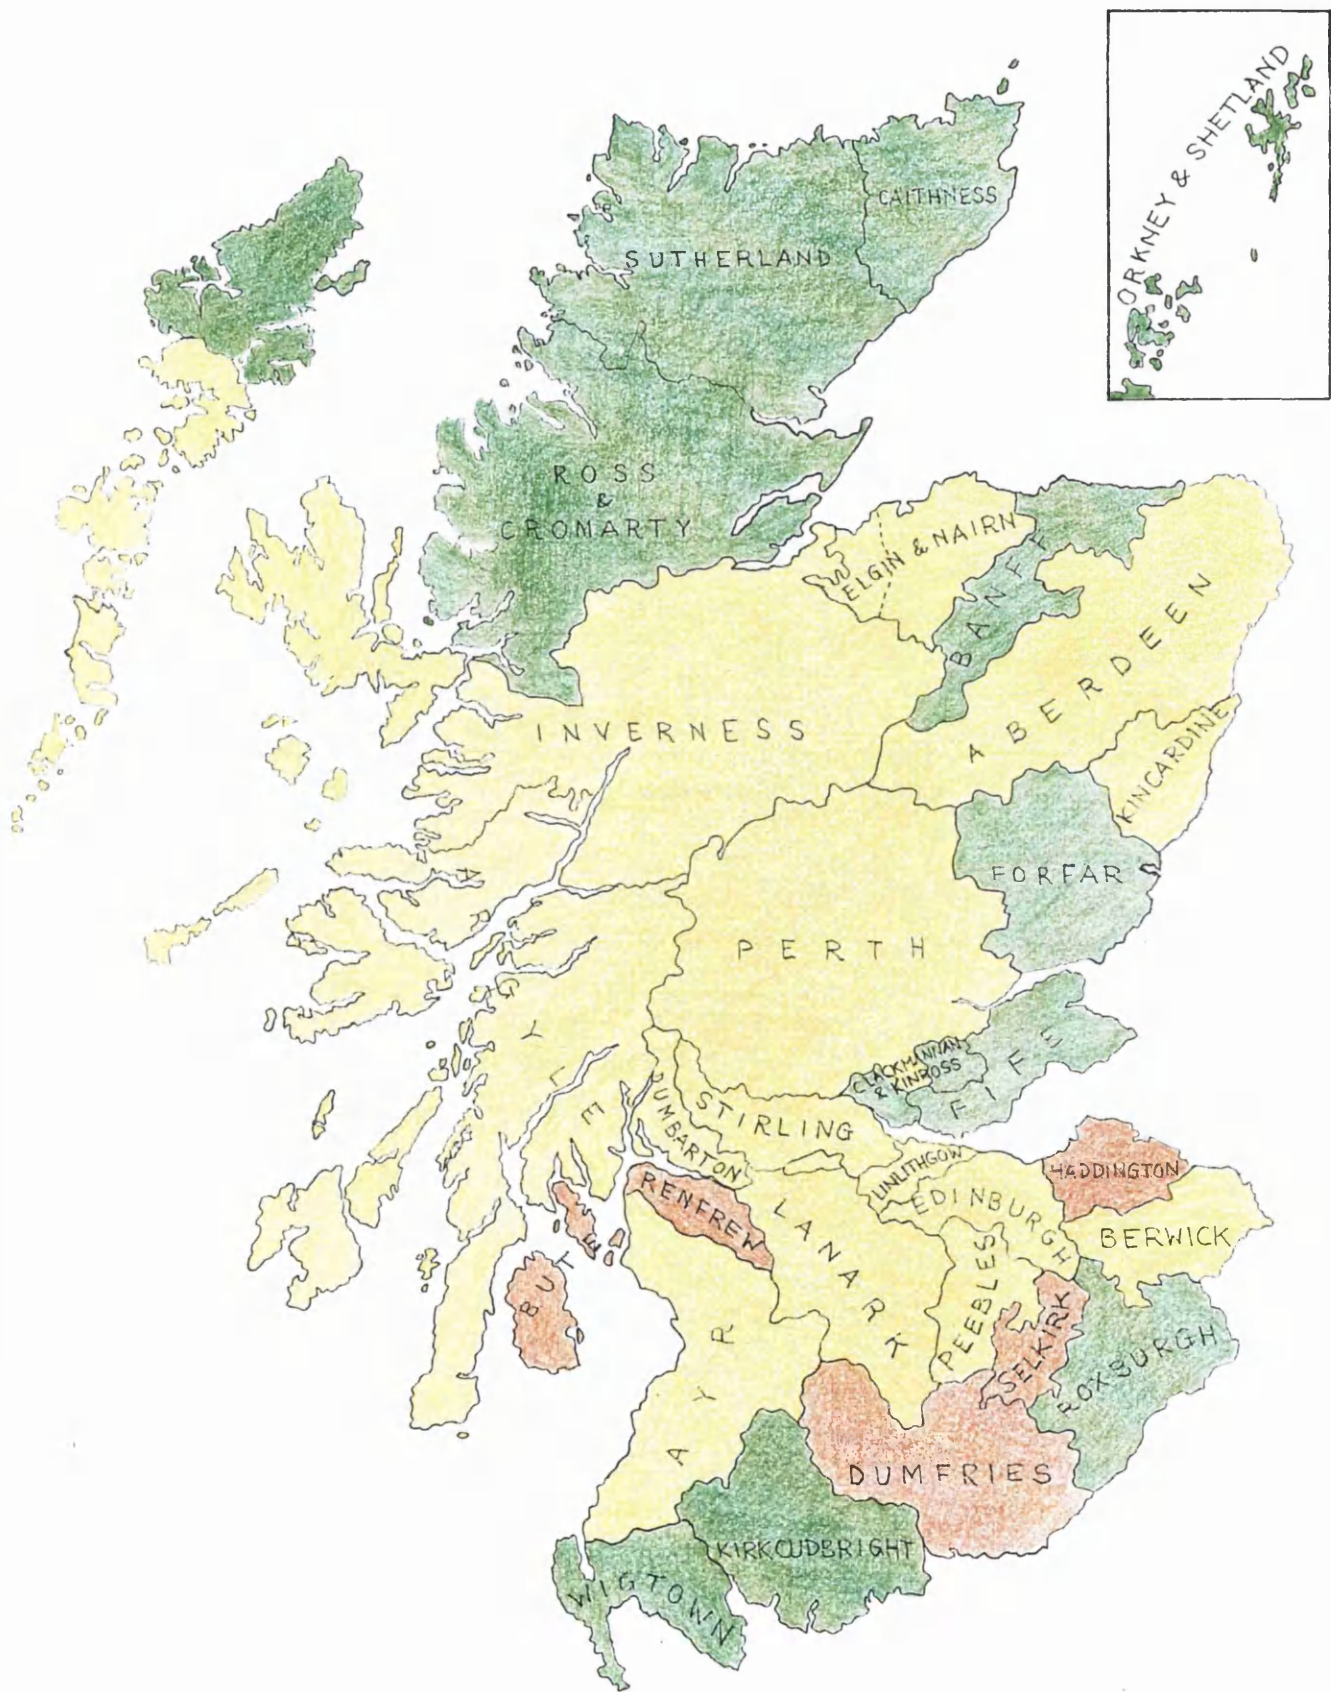 ORKNEY & SHETLAND
CAITHNESS
SUTHERLAND
ROSS
&
CROMARTY
ELGIN & NAIRN
BANFF
ABERDEEN
INVERNESS
KINCARDINE
FORFAR
ARGYLE
PERTH
CLACKMANNAN
& KINROSS
FIFE
DUMBARTON
STIRLING
LINLITHGOW
EDINBURGH
HADDINGTON
BERWICK
RENFREW
LANARK
PEEBLES
SELKIRK
ROXBURGH
BUTE
AYR
DUMFRIES
KIRKCUDBRIGHT
WIGTOWN